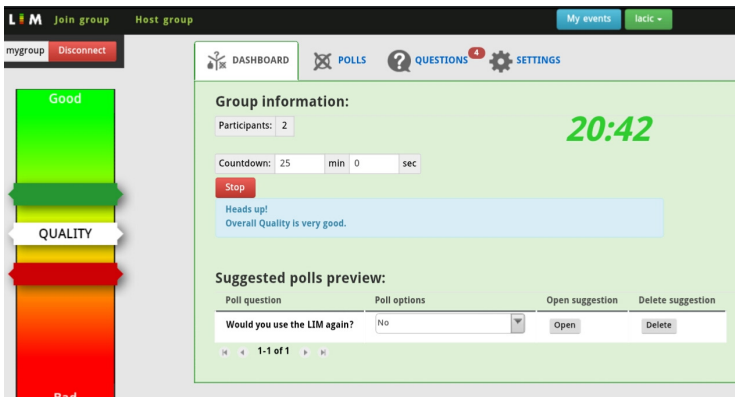 LIM Join group Host group My events lacic
mygroup Disconnect
DASHBOARD POLLS QUESTIONS 4 SETTINGS
Good
QUALITY
Bad
Group information:
Participants: 2
20:42
Countdown: 25 min 0 sec
Stop
Heads up!
Overall Quality is very good.
Suggested polls preview:
Poll question Poll options Open suggestion Delete suggestion
Would you use the LIM again? No Open Delete
1-1 of 1